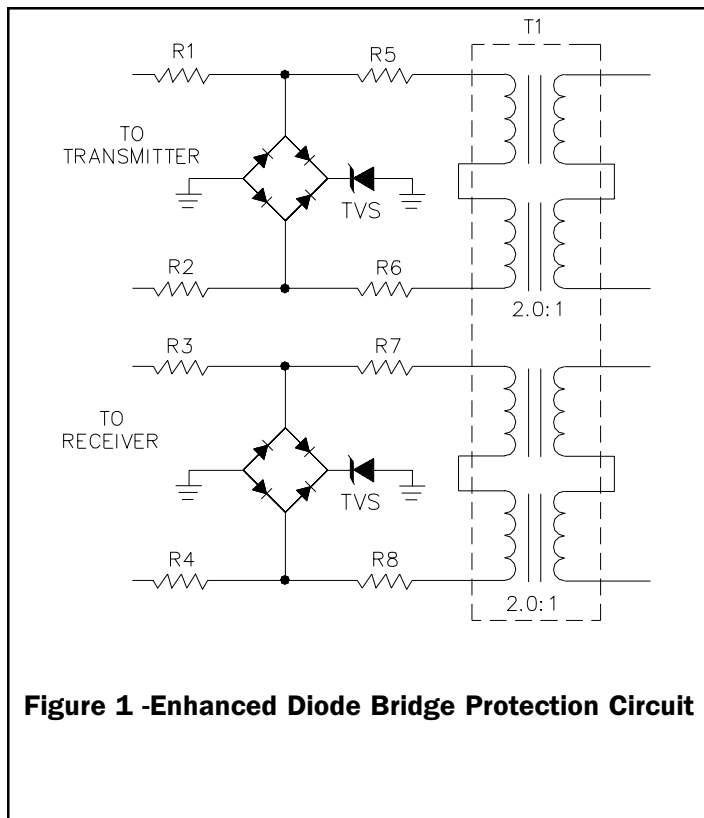 T1
R1
R5
TO
TRANSMITTER
TVS
R2
R6
2.0:1
R3
R7
TO
RECEIVER
TVS
R4
R8
2.0:1
Figure 1 -Enhanced Diode Bridge Protection Circuit